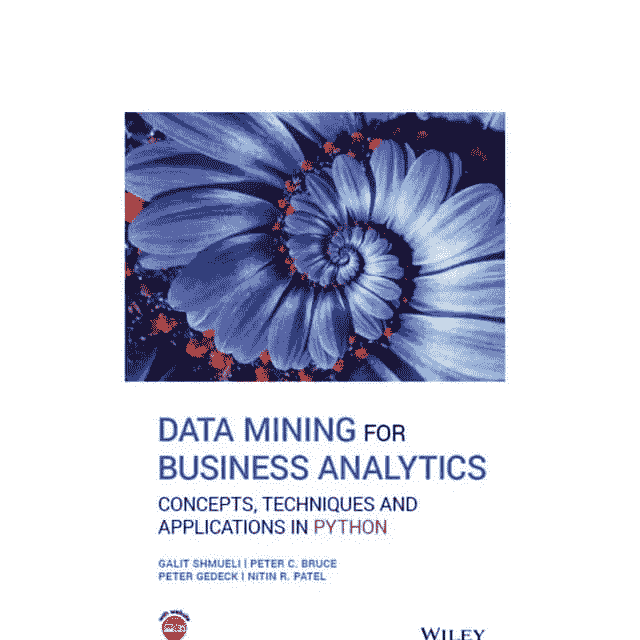 DATA MINING FOR
BUSINESS ANALYTICS
CONCEPTS, TECHNIQUES AND
APPLICATIONS IN PYTHON
GALIT SHMUELI | PETER C. BRUCE
PETER GEDECK | NITIN R. PATEL
WILEY